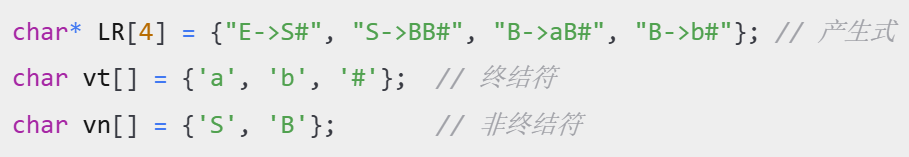 char* LR[4] = {"E->S#", "S->BB#", "B->aB#", "B->b#"}; // 产生式
char vt[] = {'a', 'b', '#'};  // 终结符
char vn[] = {'S', 'B'};       // 非终结符